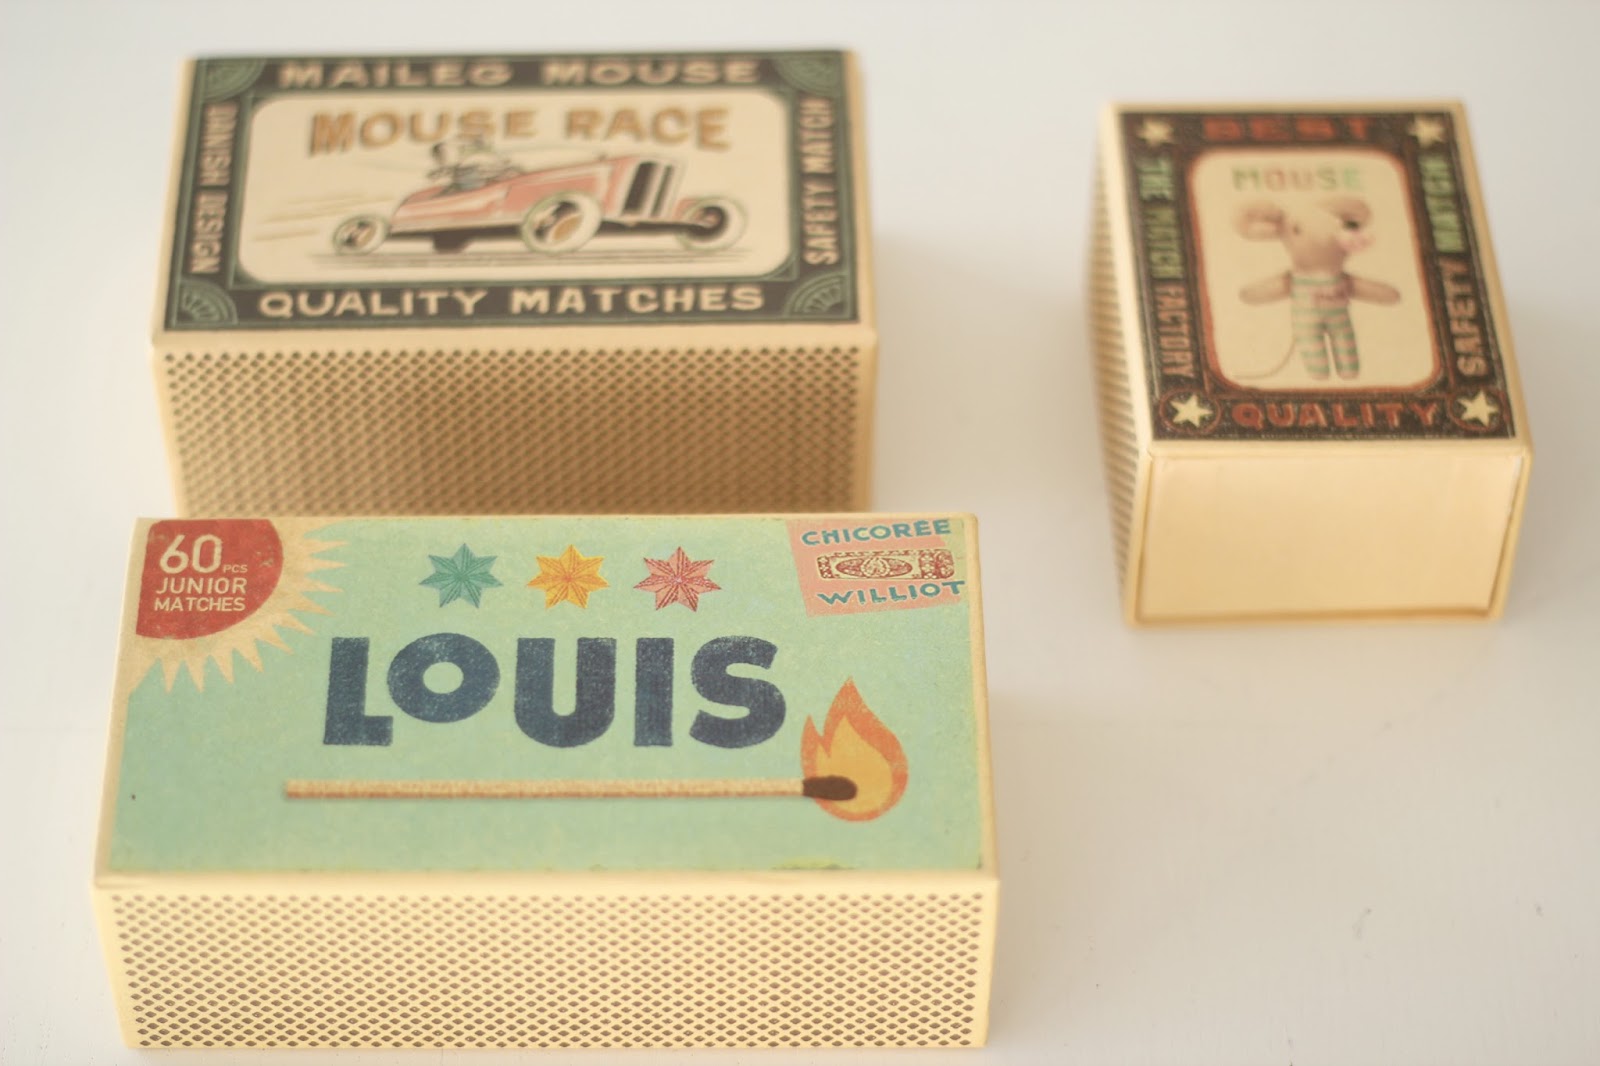 MAILEG MOUSE
MOUSE RACE
DANISH DESIGN
SAFETY MATCH
QUALITY MATCHES
BEST
MOUSE
THE MATCH FACTORY
SAFETY MATCH
QUALITY
60 PCS
JUNIOR
MATCHES
CHICORÉE
WILLIOT
LOUIS